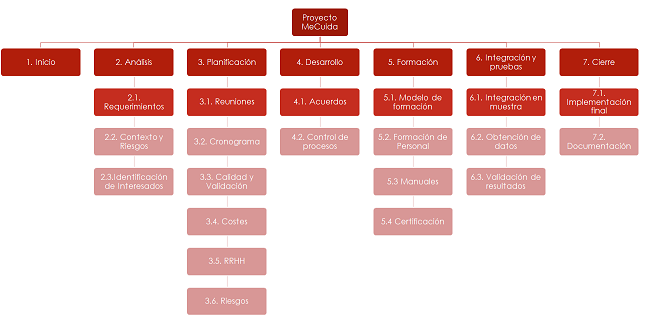 Proyecto
MeCuida
1. Inicio
2. Análisis
3. Planificación
4. Desarrollo
5. Formación
6. Integración y
pruebas
7. Cierre
2.1.
Requerimientos
2.2. Contexto y
Riesgos
2.3.Identificación
de Interesados
3.1. Reuniones
3.2. Cronograma
3.3. Calidad y
Validación
3.4. Costes
3.5. RRHH
3.6. Riesgos
4.1. Acuerdos
4.2. Control de
procesos
5.1. Modelo de
formación
5.2. Formación de
Personal
5.3 Manuales
5.4 Certificación
6.1. Integración en
muestra
6.2. Obtención de
datos
6.3. Validación de
resultados
7.1.
Implementación
final
7.2.
Documentación